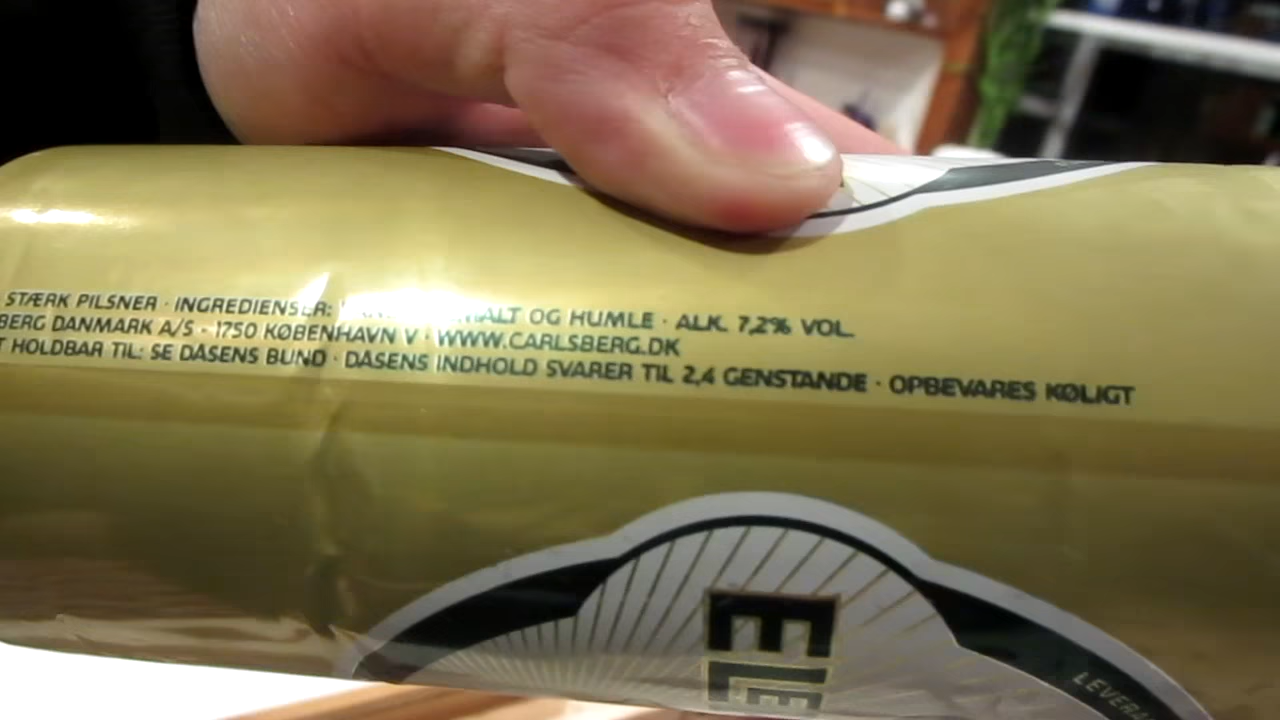 STÆRK PILSNER · INGREDIENSER: MALT OG HUMLE · ALK. 7,2% VOL.
BERG DANMARK A/S - 1750 KØBENHAVN V · WWW.CARLSBERG.DK
T HOLDBAR TIL: SE DÅSENS BUND · DÅSENS INDHOLD SVARER TIL 2,4 GENSTANDE · OPBEVARES KØLIGT
ELE
LEVERA